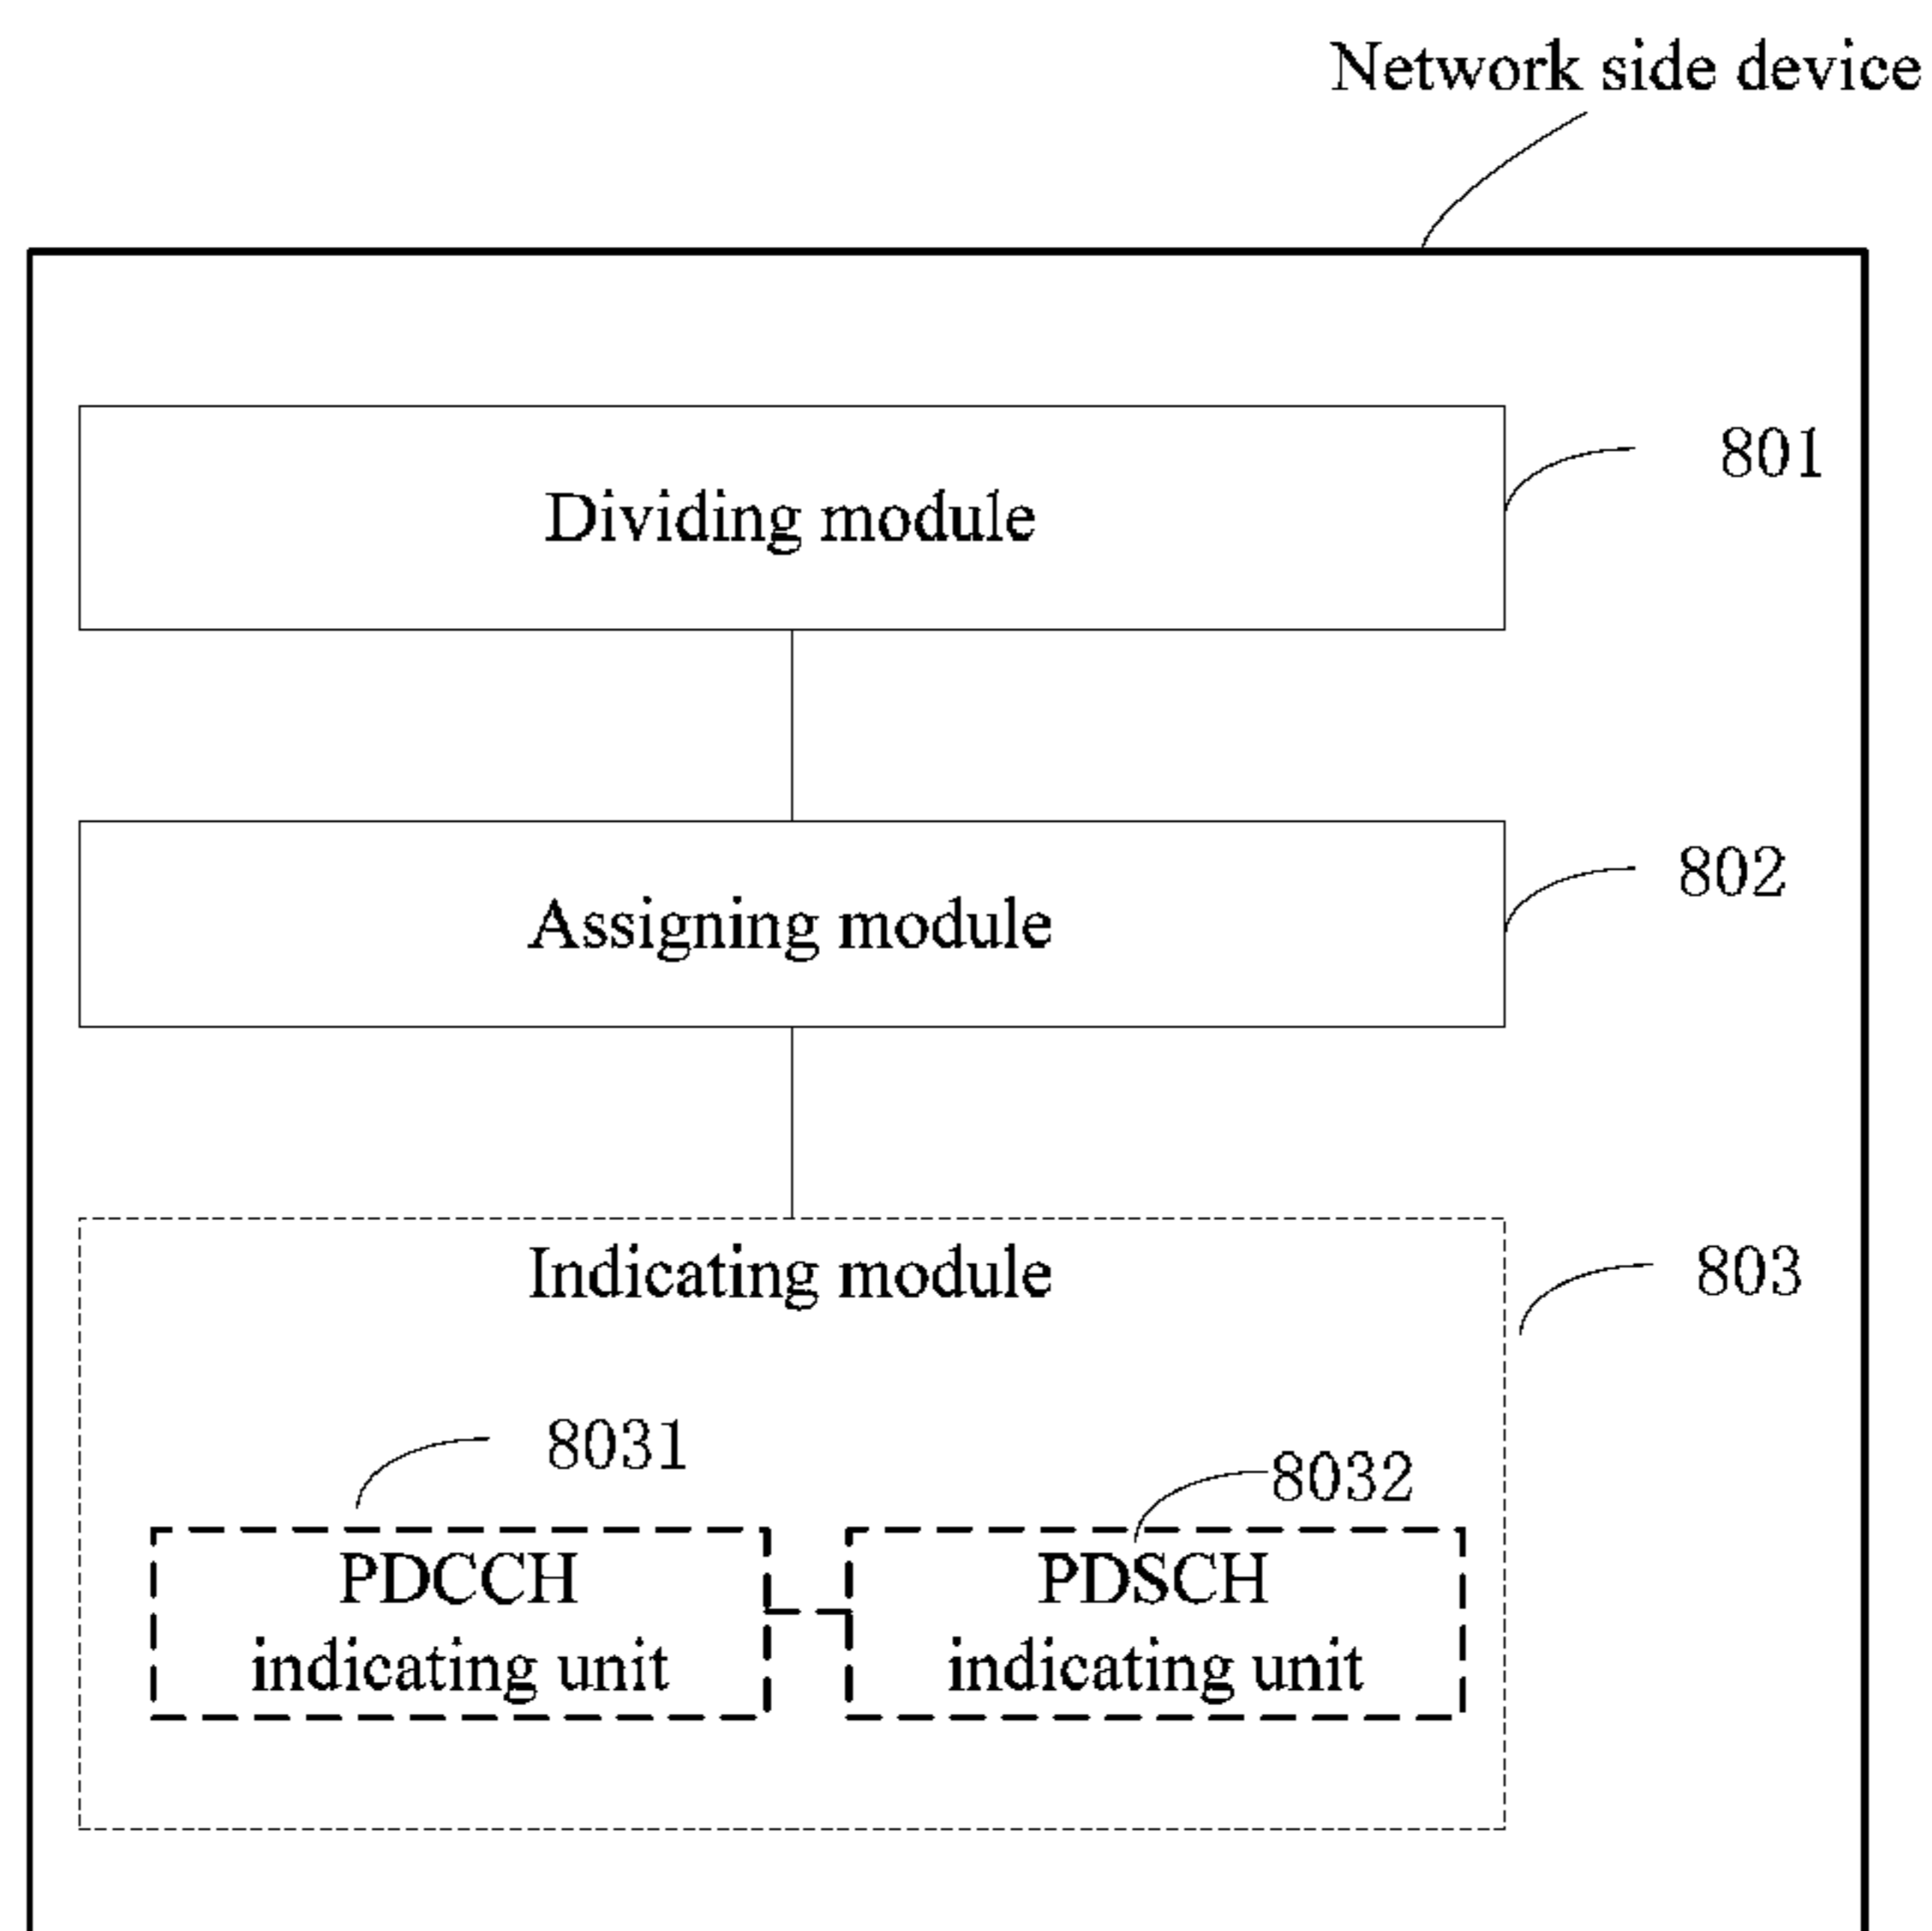 Network side device
Dividing module
801
Assigning module
802
Indicating module
803
8031
8032
PDCCH
indicating unit
PDSCH
indicating unit